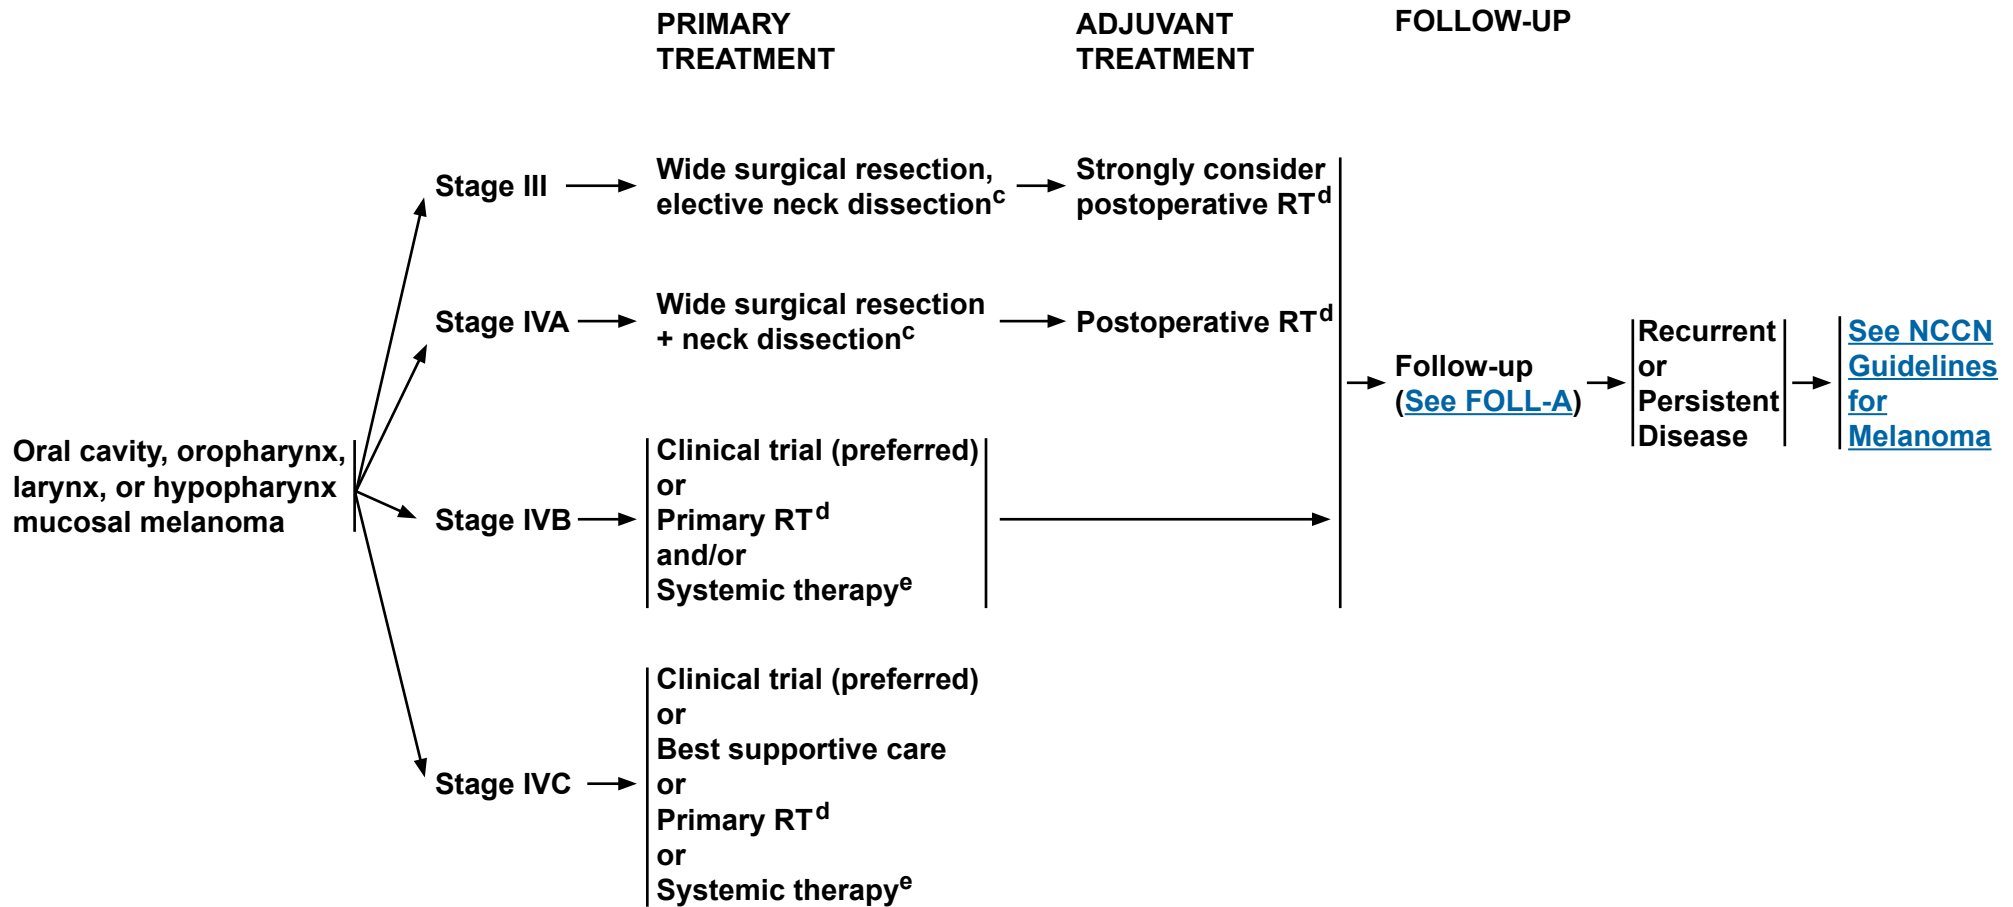 PRIMARY
TREATMENT
ADJUVANT
TREATMENT
FOLLOW-UP
Oral cavity, oropharynx,
larynx, or hypopharynx
mucosal melanoma
Stage III
Wide surgical resection,
elective neck dissectionᶜ
Strongly consider
postoperative RTᵈ
Stage IVA
Wide surgical resection
+ neck dissectionᶜ
Postoperative RTᵈ
Stage IVB
Clinical trial (preferred)
or
Primary RTᵈ
and/or
Systemic therapyᵉ
Stage IVC
Clinical trial (preferred)
or
Best supportive care
or
Primary RTᵈ
or
Systemic therapyᵉ
Follow-up
(See FOLL-A)
Recurrent
or
Persistent
Disease
See NCCN
Guidelines
for
Melanoma